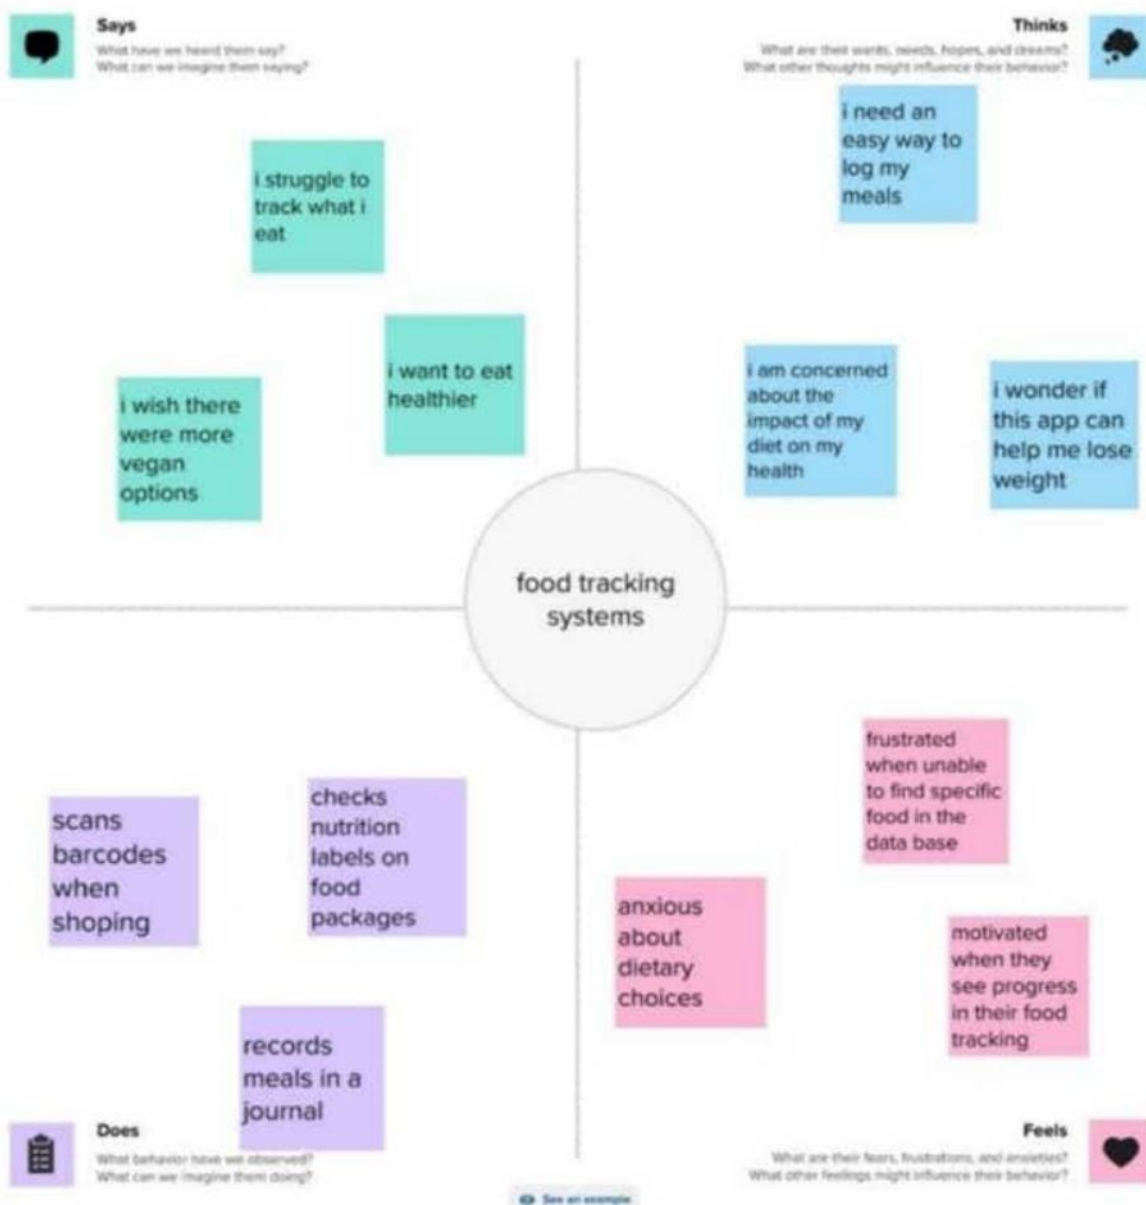 Says
What have we heard them say?
What can we imagine them saying?
i struggle to
track what i
eat
i want to eat
healthier
i wish there
were more
vegan
options
Thinks
What are their wants, needs, hopes, and dreams?
What other thoughts might influence their behavior?
i need an
easy way to
log my
meals
i am concerned
about the
impact of my
diet on my
health
i wonder if
this app can
help me lose
weight
food tracking
systems
scans
barcodes
when
shoping
checks
nutrition
labels on
food
packages
records
meals in a
journal
Does
What behavior have we observed?
What can we imagine them doing?
frustrated
when unable
to find specific
food in the
data base
anxious
about
dietary
choices
motivated
when they
see progress
in their food
tracking
Feels
What are their fears, frustrations, and anxieties?
What other feelings might influence their behavior?
See an example